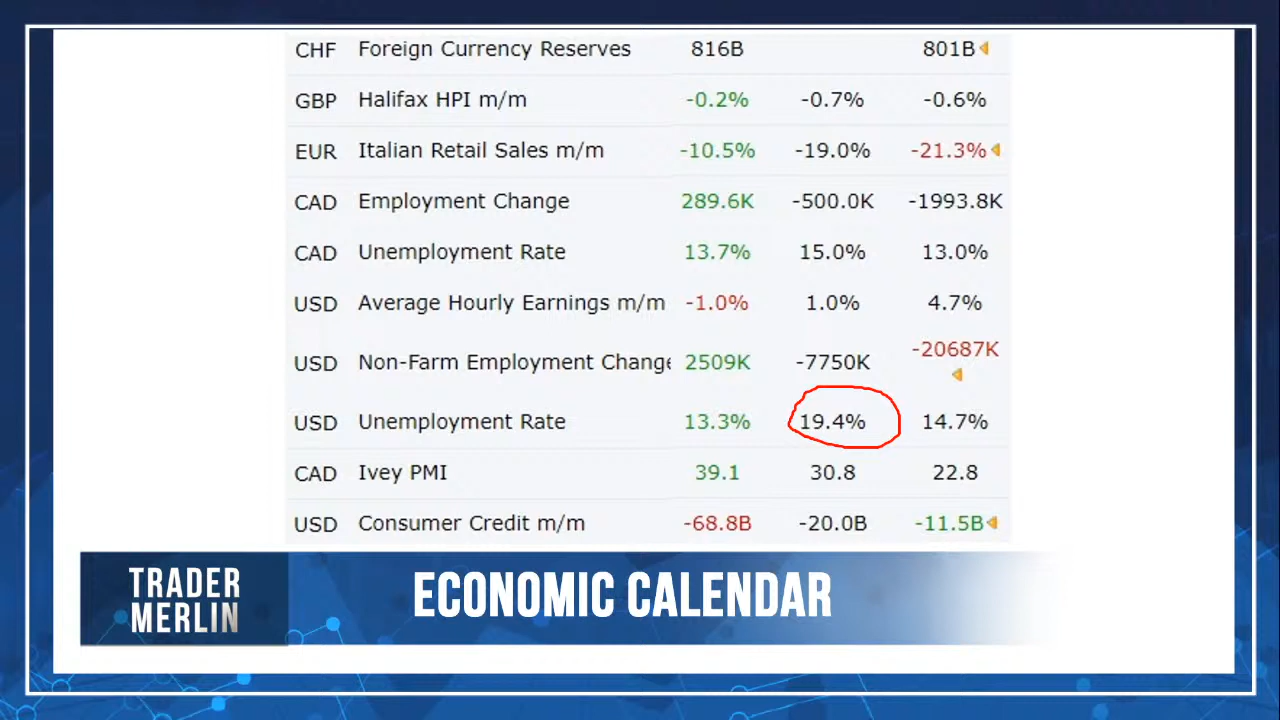 CHF Foreign Currency Reserves 816B 801B
GBP Halifax HPI m/m -0.2% -0.7% -0.6%
EUR Italian Retail Sales m/m -10.5% -19.0% -21.3%
CAD Employment Change 289.6K -500.0K -1993.8K
CAD Unemployment Rate 13.7% 15.0% 13.0%
USD Average Hourly Earnings m/m -1.0% 1.0% 4.7%
USD Non-Farm Employment Change 2509K -7750K -20687K
USD Unemployment Rate 13.3% 19.4% 14.7%
CAD Ivey PMI 39.1 30.8 22.8
USD Consumer Credit m/m -68.8B -20.0B -11.5B
TRADER
MERLIN
ECONOMIC CALENDAR